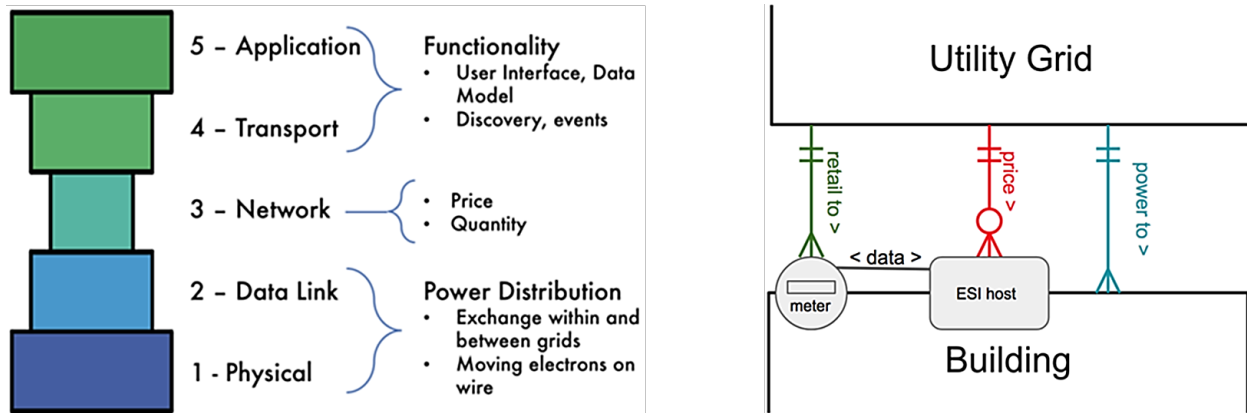 5 – Application
4 – Transport
3 – Network
2 – Data Link
1 - Physical
Functionality
• User Interface, Data
Model
• Discovery, events
• Price
• Quantity
Power Distribution
• Exchange within and
between grids
• Moving electrons on
wire
Utility Grid
retail to >
price >
power to >
< data >
meter
ESI host
Building